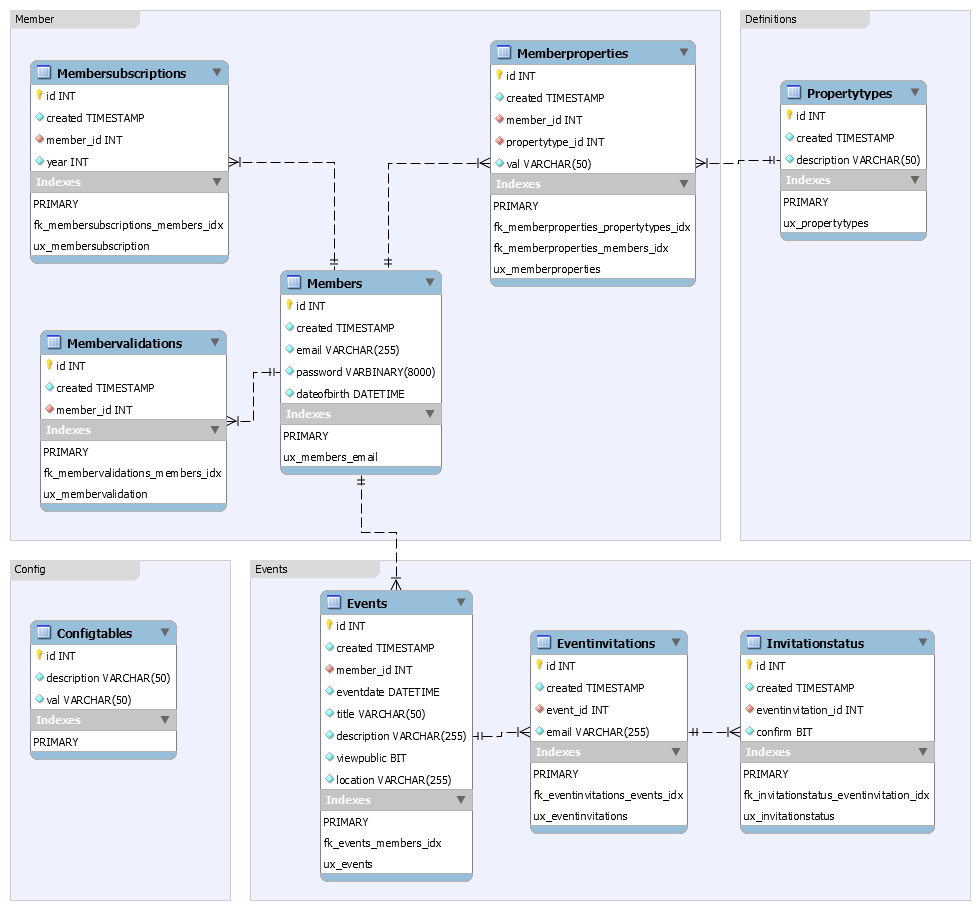 Member
Membersubscriptions
id INT
created TIMESTAMP
member_id INT
year INT
Indexes
PRIMARY
fk_membersubscriptions_members_idx
ux_membersubscription
Memberproperties
id INT
created TIMESTAMP
member_id INT
propertytype_id INT
val VARCHAR(50)
Indexes
PRIMARY
fk_memberproperties_propertytypes_idx
fk_memberproperties_members_idx
ux_memberproperties
Members
id INT
created TIMESTAMP
email VARCHAR(255)
password VARBINARY(8000)
dateofbirth DATETIME
Indexes
PRIMARY
ux_members_email
Membervalidations
id INT
created TIMESTAMP
member_id INT
Indexes
PRIMARY
fk_membervalidations_members_idx
ux_membervalidation
Definitions
Propertytypes
id INT
created TIMESTAMP
description VARCHAR(50)
Indexes
PRIMARY
ux_propertytypes
Config
Configtables
id INT
description VARCHAR(50)
val VARCHAR(50)
Indexes
PRIMARY
Events
Events
id INT
created TIMESTAMP
member_id INT
eventdate DATETIME
title VARCHAR(50)
description VARCHAR(255)
viewpublic BIT
location VARCHAR(255)
Indexes
PRIMARY
fk_events_members_idx
ux_events
Eventinvitations
id INT
created TIMESTAMP
event_id INT
email VARCHAR(255)
Indexes
PRIMARY
fk_eventinvitations_events_idx
ux_eventinvitations
Invitationstatus
id INT
created TIMESTAMP
eventinvitation_id INT
confirm BIT
Indexes
PRIMARY
fk_invitationstatus_eventinvitation_idx
ux_invitationstatus